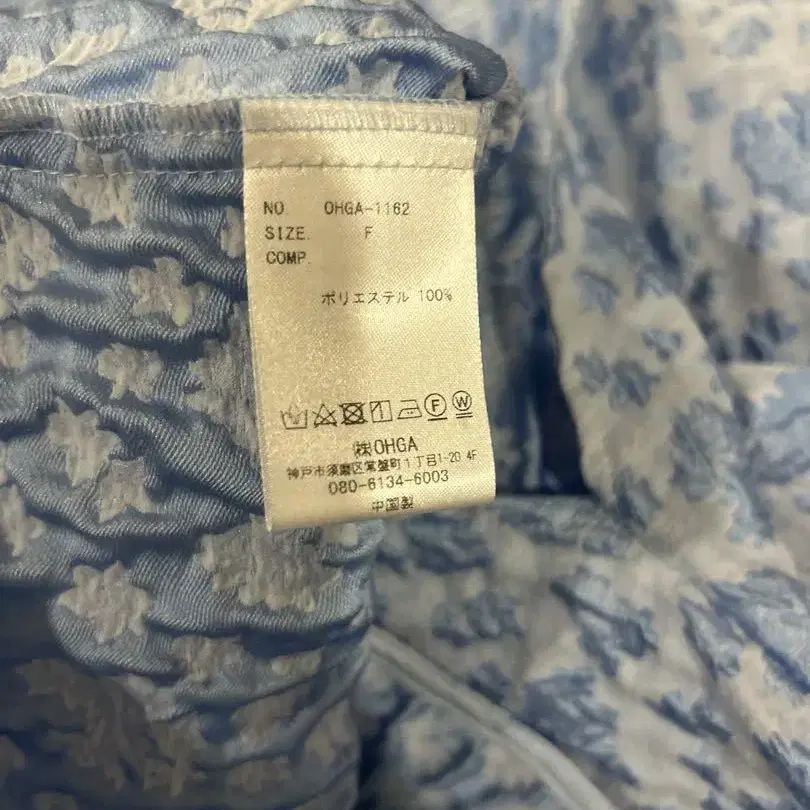 NO. OHGA-1162
SIZE. F
COMP.
ポリエステル 100%
F W
㈱OHGA
神戸市須磨区常盤町1丁目1-20 4F
080-6134-6003
中国製